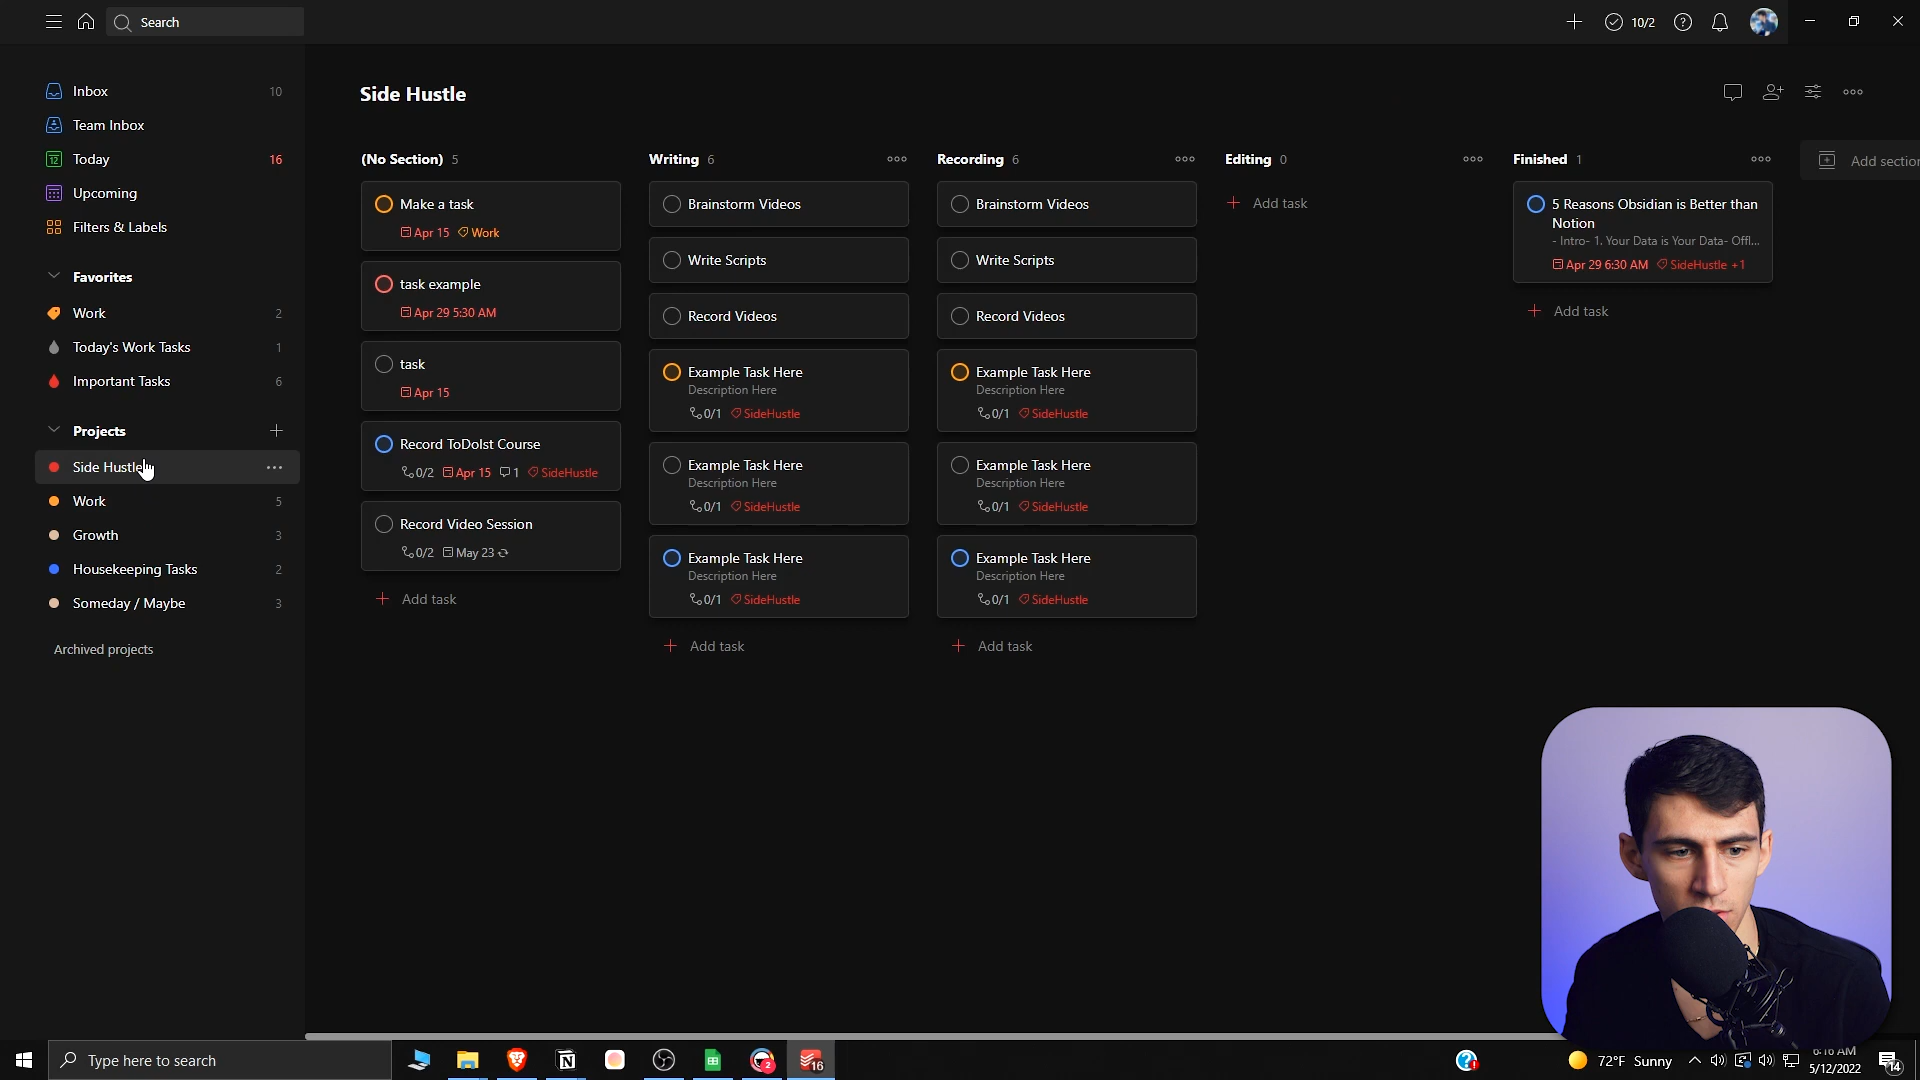 Search
10/2
Inbox 10
Team Inbox
12 Today 16
Upcoming
Filters & Labels
Favorites
Work 2
Today's Work Tasks 1
Important Tasks 6
Projects
Side Hustle
Work 5
Growth 3
Housekeeping Tasks 2
Someday / Maybe 3
Archived projects
Side Hustle
(No Section) 5
Make a task
Apr 15 Work
task example
Apr 29 5:30 AM
task
Apr 15
Record ToDoIst Course
0/2 Apr 15 1 SideHustle
Record Video Session
0/2 May 23
Add task
Writing 6
Brainstorm Videos
Write Scripts
Record Videos
Example Task Here
Description Here
0/1 SideHustle
Example Task Here
Description Here
0/1 SideHustle
Example Task Here
Description Here
0/1 SideHustle
Add task
Recording 6
Brainstorm Videos
Write Scripts
Record Videos
Example Task Here
Description Here
0/1 SideHustle
Example Task Here
Description Here
0/1 SideHustle
Example Task Here
Description Here
0/1 SideHustle
Add task
Editing 0
Add task
Finished 1
5 Reasons Obsidian is Better than
Notion
- Intro- 1. Your Data is Your Data- Offl...
Apr 29 6:30 AM SideHustle +1
Add task
Add section
Type here to search
2
16
72°F Sunny
6:16 AM
5/12/2022
14